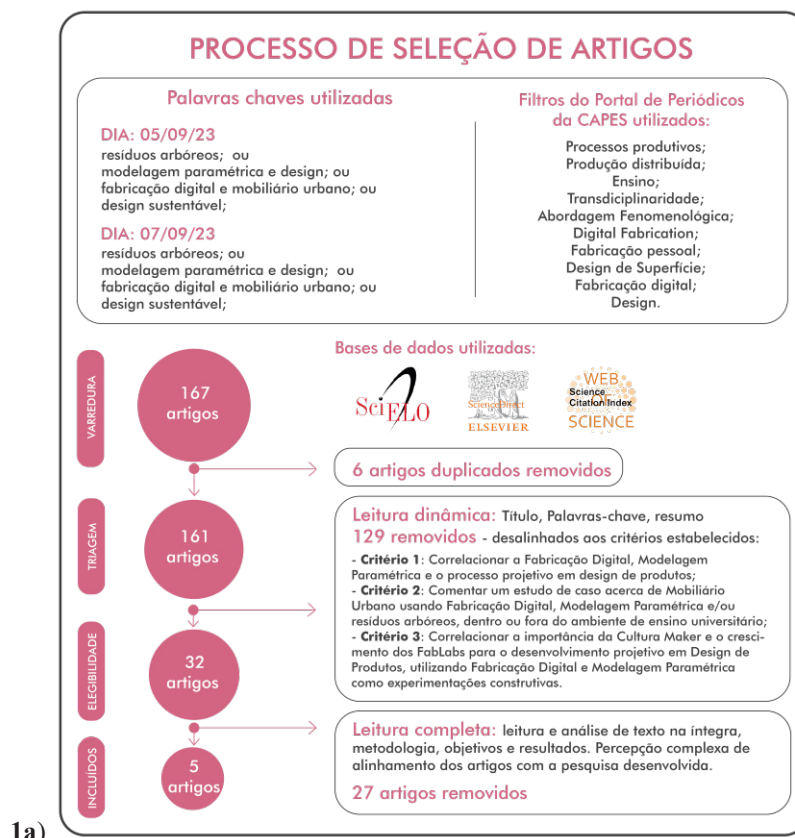 PROCESSO DE SELEÇÃO DE ARTIGOS
Palavras chaves utilizadas
DIA: 05/09/23
resíduos arbóreos; ou
modelagem paramétrica e design; ou
fabricação digital e mobiliário urbano; ou
design sustentável;
DIA: 07/09/23
resíduos arbóreos; ou
modelagem paramétrica e design; ou
fabricação digital e mobiliário urbano; ou
design sustentável;
Filtros do Portal de Periódicos
da CAPES utilizados:
Processos produtivos;
Produção distribuída;
Ensino;
Transdiciplinaridade;
Abordagem Fenomenológica;
Digital Fabrication;
Fabricação pessoal;
Design de Superfície;
Fabricação digital;
Design.
Bases de dados utilizadas:
SciELO
ScienceDirect
ELSEVIER
WEB
OF
SCIENCE
Science
Citation Index
VARREDURA
167
artigos
6 artigos duplicados removidos
TRIAGEM
161
artigos
Leitura dinâmica: Título, Palavras-chave, resumo
129 removidos - desalinhados aos critérios estabelecidos:
- Critério 1: Correlacionar a Fabricação Digital, Modelagem
Paramétrica e o processo projetivo em design de produtos;
- Critério 2: Comentar um estudo de caso acerca de Mobiliário
Urbano usando Fabricação Digital, Modelagem Paramétrica e/ou
resíduos arbóreos, dentro ou fora do ambiente de ensino universitário;
- Critério 3: Correlacionar a importância da Cultura Maker e o cresci-
mento dos FabLabs para o desenvolvimento projetivo em Design de
Produtos, utilizando Fabricação Digital e Modelagem Paramétrica
como experimentações construtivas.
ELEGIBILIDADE
32
artigos
Leitura completa: leitura e análise de texto na íntegra,
metodologia, objetivos e resultados. Percepção complexa de
alinhamento dos artigos com a pesquisa desenvolvida.
27 artigos removidos
INCLUÍDOS
5
artigos
1a)